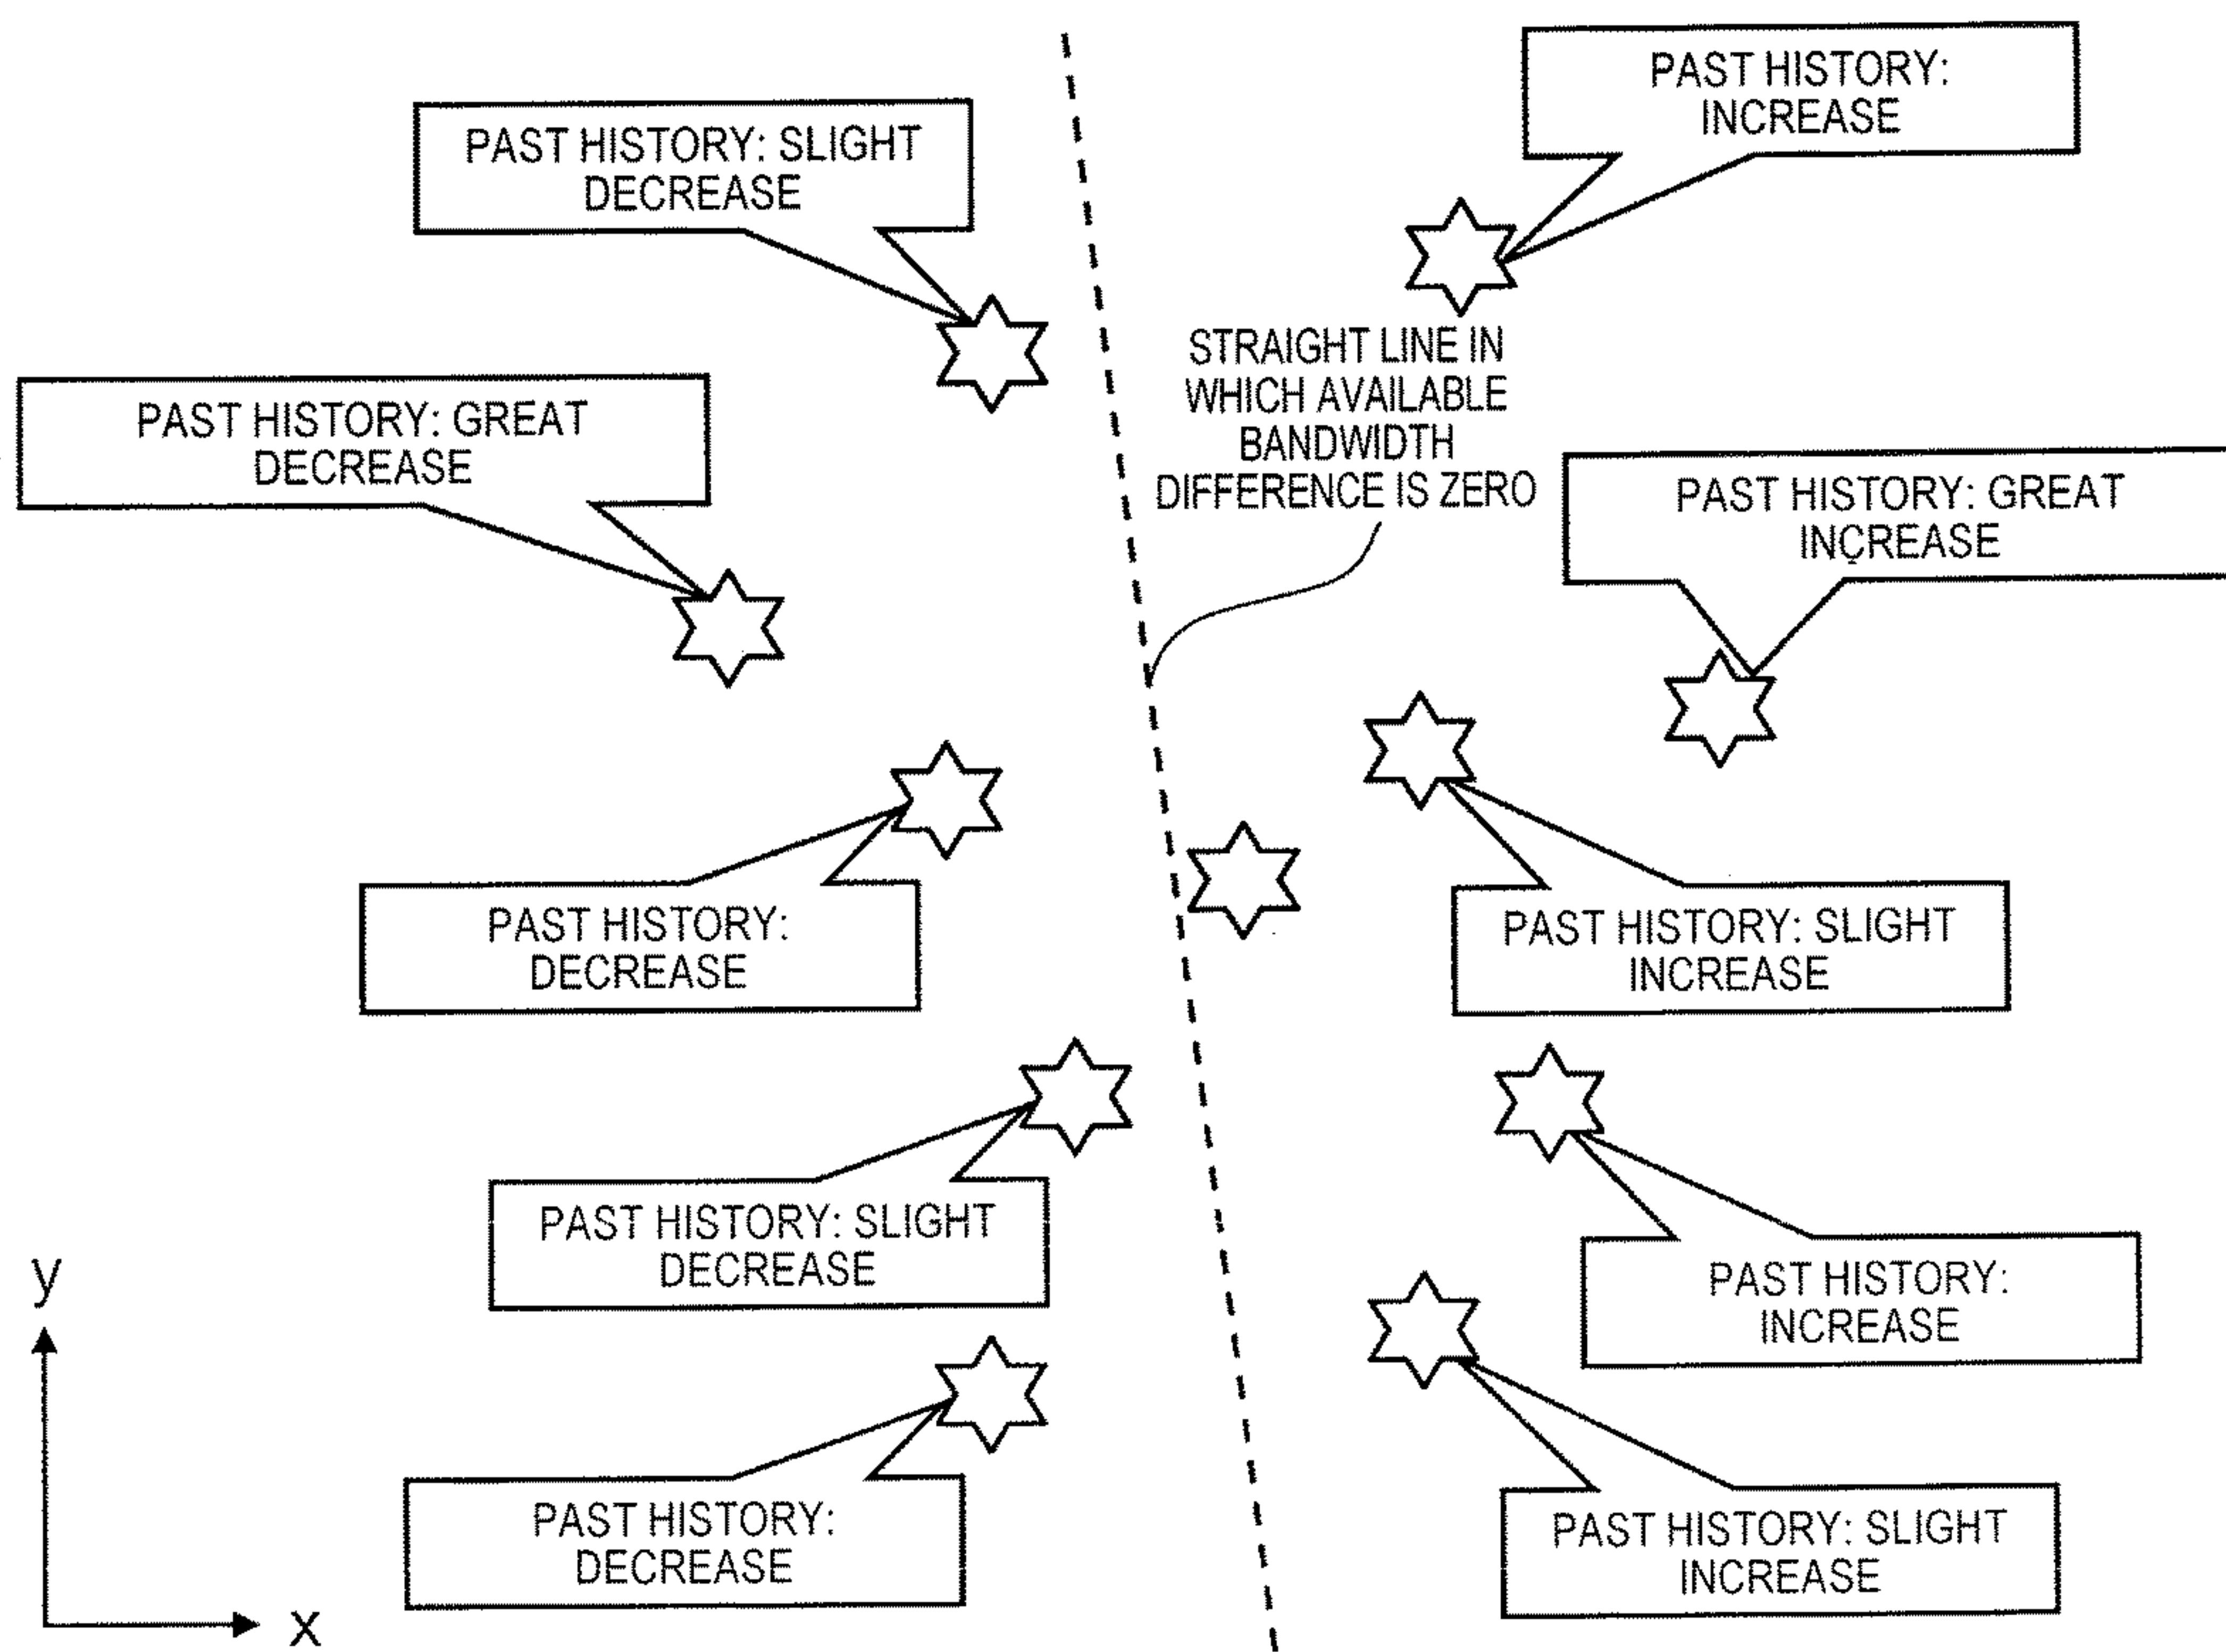 PAST HISTORY:
INCREASE
PAST HISTORY: SLIGHT
DECREASE
STRAIGHT LINE IN
WHICH AVAILABLE
BANDWIDTH
DIFFERENCE IS ZERO
PAST HISTORY: GREAT
DECREASE
PAST HISTORY: GREAT
INCREASE
PAST HISTORY:
DECREASE
PAST HISTORY: SLIGHT
INCREASE
PAST HISTORY: SLIGHT
DECREASE
PAST HISTORY:
INCREASE
PAST HISTORY:
DECREASE
PAST HISTORY: SLIGHT
INCREASE
y
x